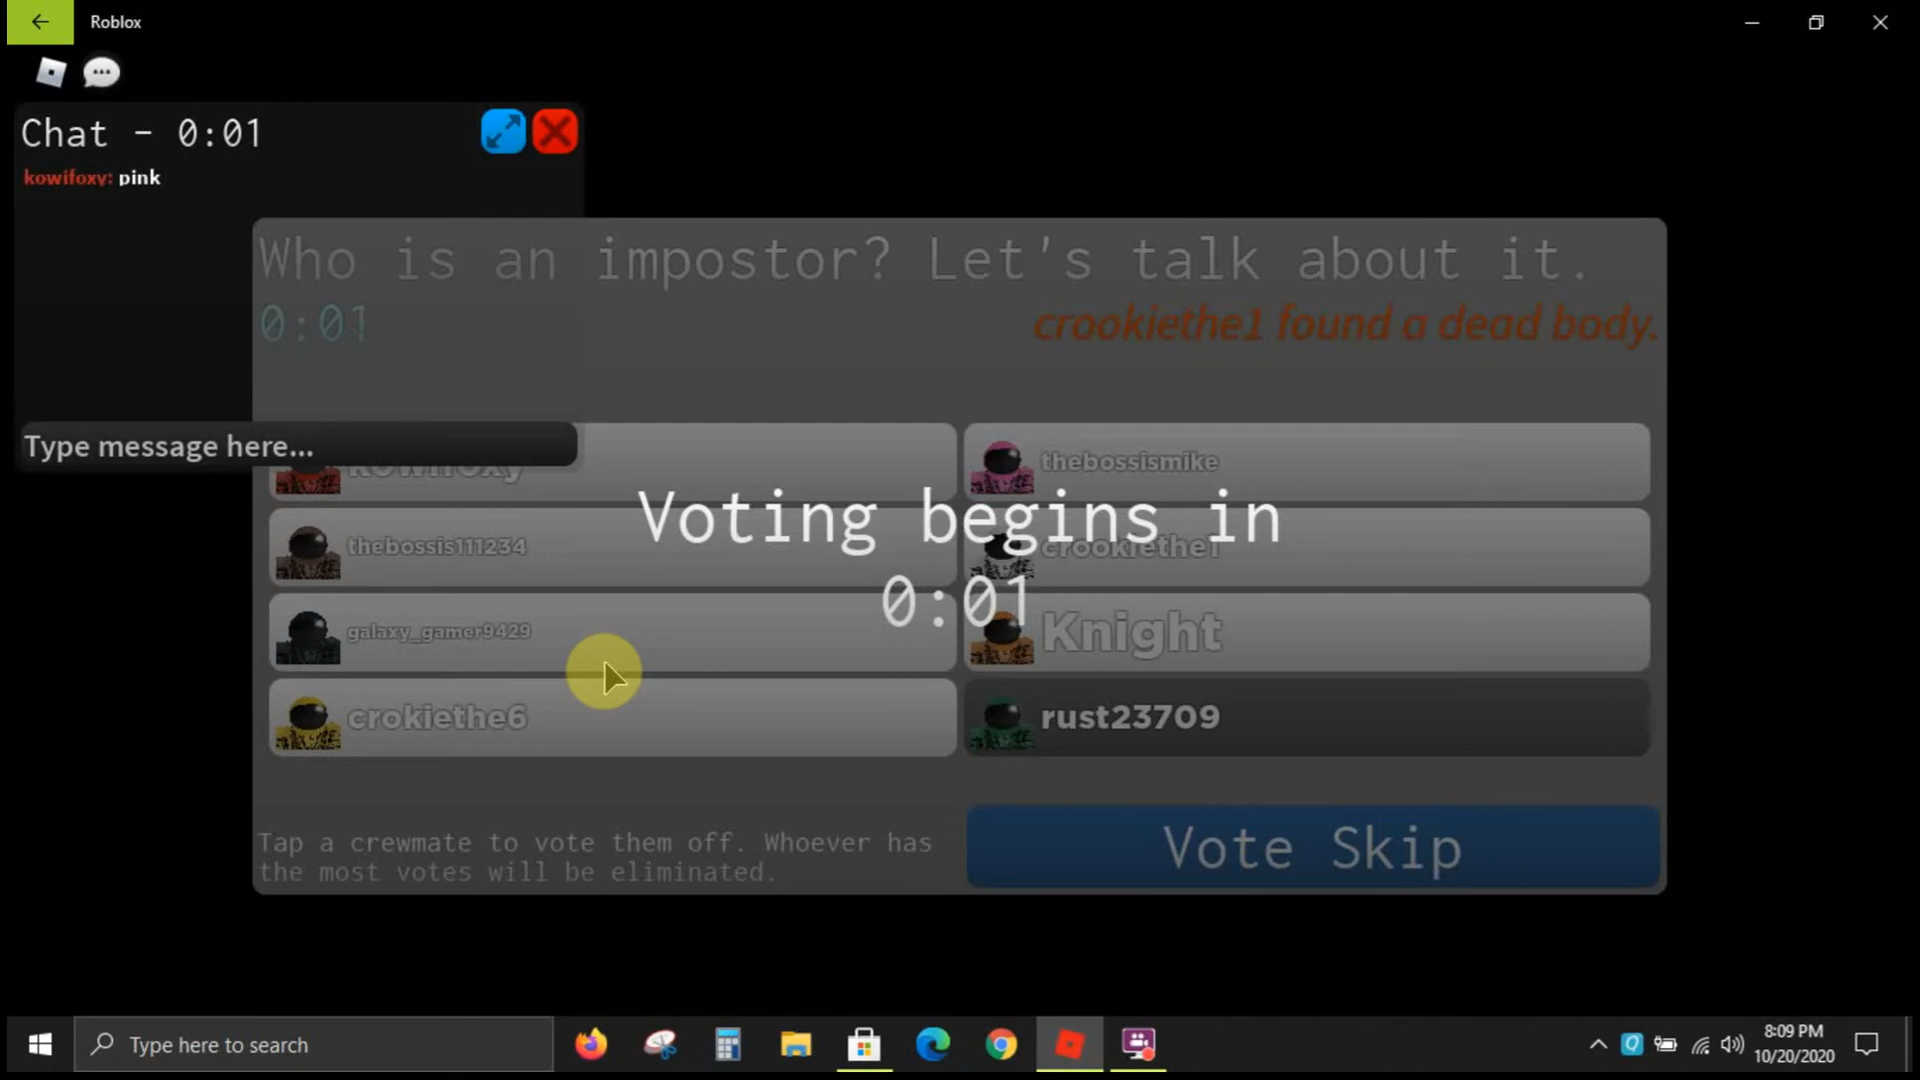 Roblox
Chat - 0:01
kowifoxy: pink
Who is an impostor? Let's talk about it.
0:01
crookiethe1 found a dead body.
Type message here...
kowifoxy
thebossismike
Voting begins in
0:01
thebossis111234
crookiethe1
galaxy_gamer9429
Knight
crokiethe6
rust23709
Tap a crewmate to vote them off. Whoever has
the most votes will be eliminated.
Vote Skip
Type here to search
Q
8:09 PM
10/20/2020